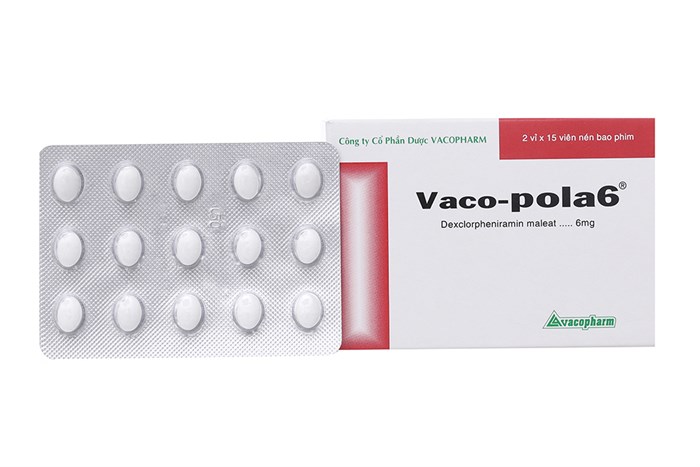 Công ty Cổ Phần Dược VACOPHARM
2 vỉ x 15 viên nén bao phim
Vaco-pola6®
Dexclorpheniramin maleat ..... 6mg
vacopharm